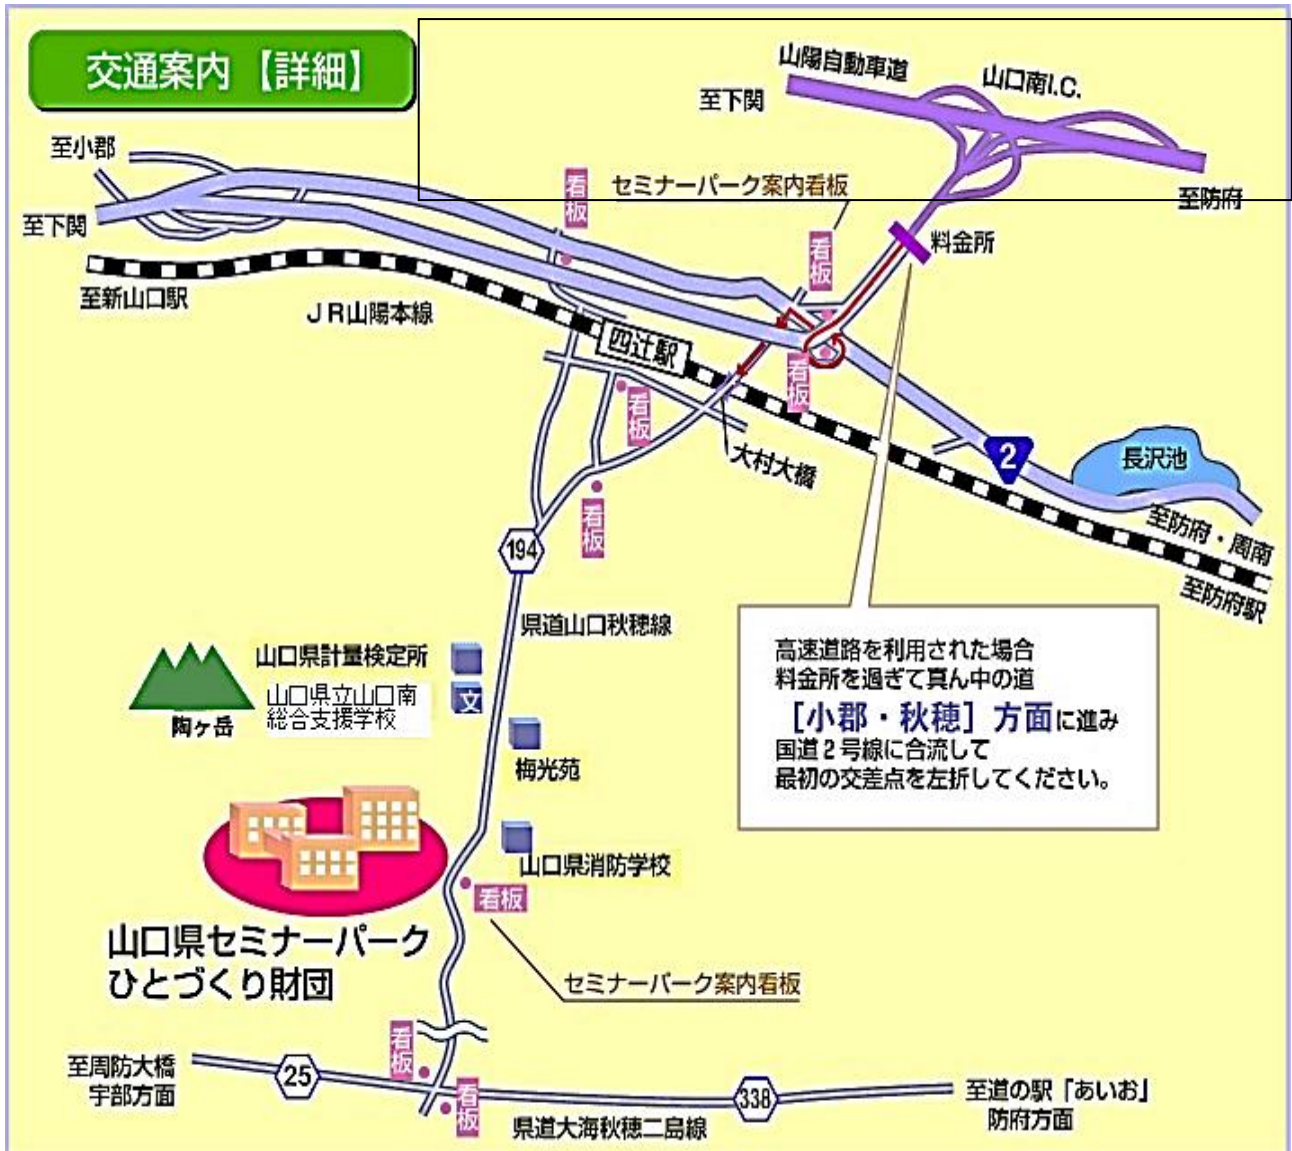 交通案内【詳細】
山陽自動車道
山口南I.C.
至下関
至小郡
セミナーパーク案内看板
看板
至防府
至下関
看板
料金所
至新山口駅
JR山陽本線
四辻駅
看板
看板
大村大橋
2
長沢池
看板
至防府・周南
194
至防府駅
県道山口秋穂線
高速道路を利用された場合
料金所を過ぎて真ん中の道
[小郡・秋穂]方面に進み
国道2号線に合流して
最初の交差点を左折してください。
山口県計量検定所
山口県立山口南
総合支援学校
文
陶ヶ岳
梅光苑
山口県消防学校
看板
山口県セミナーパーク
ひとづくり財団
セミナーパーク案内看板
看板
至周防大橋
宇部方面
25
看板
338
至道の駅「あいお」
防府方面
県道大海秋穂二島線